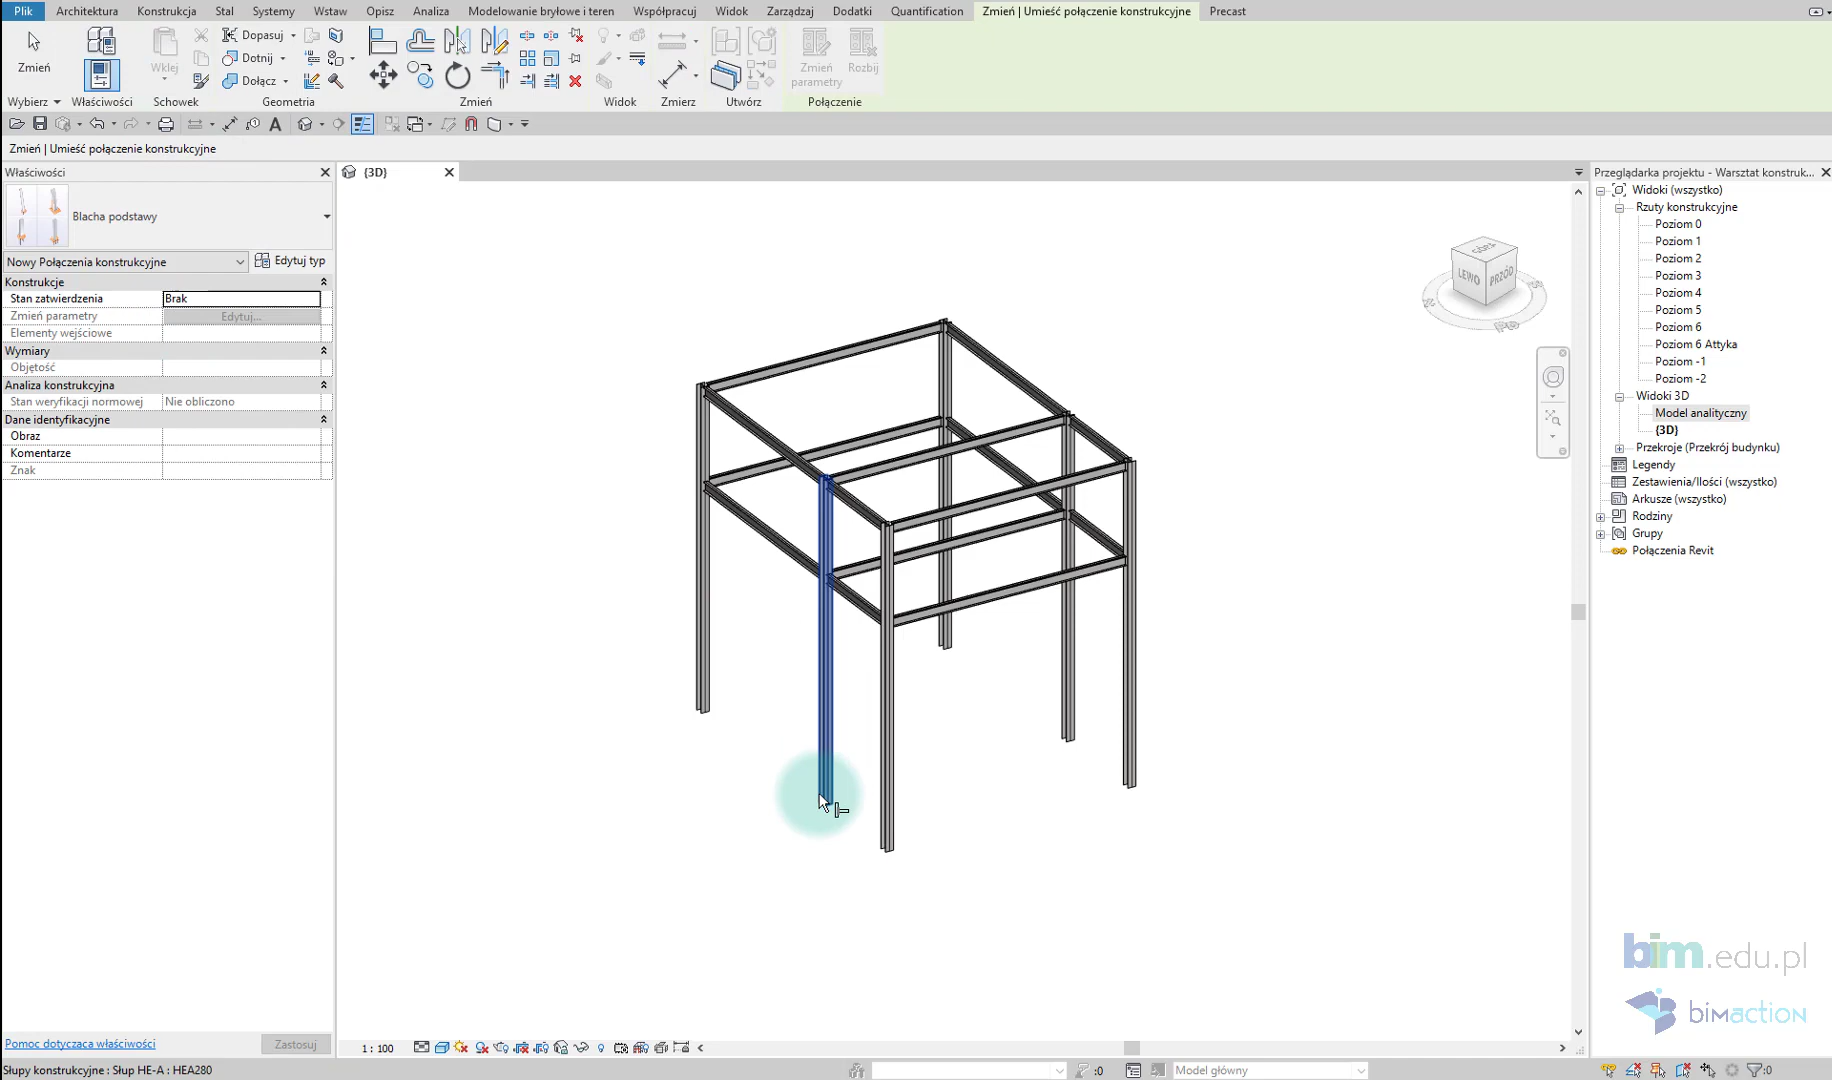 Plik Architektura Konstrukcja Stal Systemy Wstaw Opisz Analiza Modelowanie bryłowe i teren Współpracuj Widok Zarządzaj Dodatki Quantification Zmień | Umieść połączenie konstrukcyjne Precast
Zmień
Wklej
Dopasuj
Dotnij
Dołącz
Zmień parametry
Rozbij
Wybierz Właściwości Schowek Geometria Zmień Widok Zmierz Utwórz Połączenie
Zmień | Umieść połączenie konstrukcyjne
Właściwości
Blacha podstawy
Nowy Połączenia konstrukcyjne
Edytuj typ
Konstrukcje
Stan zatwierdzenia Brak
Zmień parametry Edytuj...
Elementy wejściowe
Wymiary
Objętość
Analiza konstrukcyjna
Stan weryfikacji normowej Nie obliczono
Dane identyfikacyjne
Obraz
Komentarze
Znak
Pomoc dotycząca właściwości
Zastosuj
{3D}
LEWO
PRZÓD
1 : 100
Przeglądarka projektu - Warsztat konstruk...
Widoki (wszystko)
Rzuty konstrukcyjne
Poziom 0
Poziom 1
Poziom 2
Poziom 3
Poziom 4
Poziom 5
Poziom 6
Poziom 6 Attyka
Poziom -1
Poziom -2
Widoki 3D
Model analityczny
{3D}
Przekroje (Przekrój budynku)
Legendy
Zestawienia/Ilości (wszystko)
Arkusze (wszystko)
Rodziny
Grupy
Połączenia Revit
bim.edu.pl
bimaction
Słupy konstrukcyjne : Słup HE-A : HEA280
:0
Model główny
:0